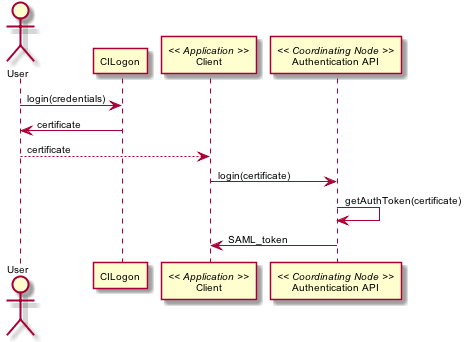 User
CILogon
<< Application >>
Client
<< Coordinating Node >>
Authentication API
login(credentials)
certificate
certificate
login(certificate)
getAuthToken(certificate)
SAML_token
User
CILogon
<< Application >>
Client
<< Coordinating Node >>
Authentication API